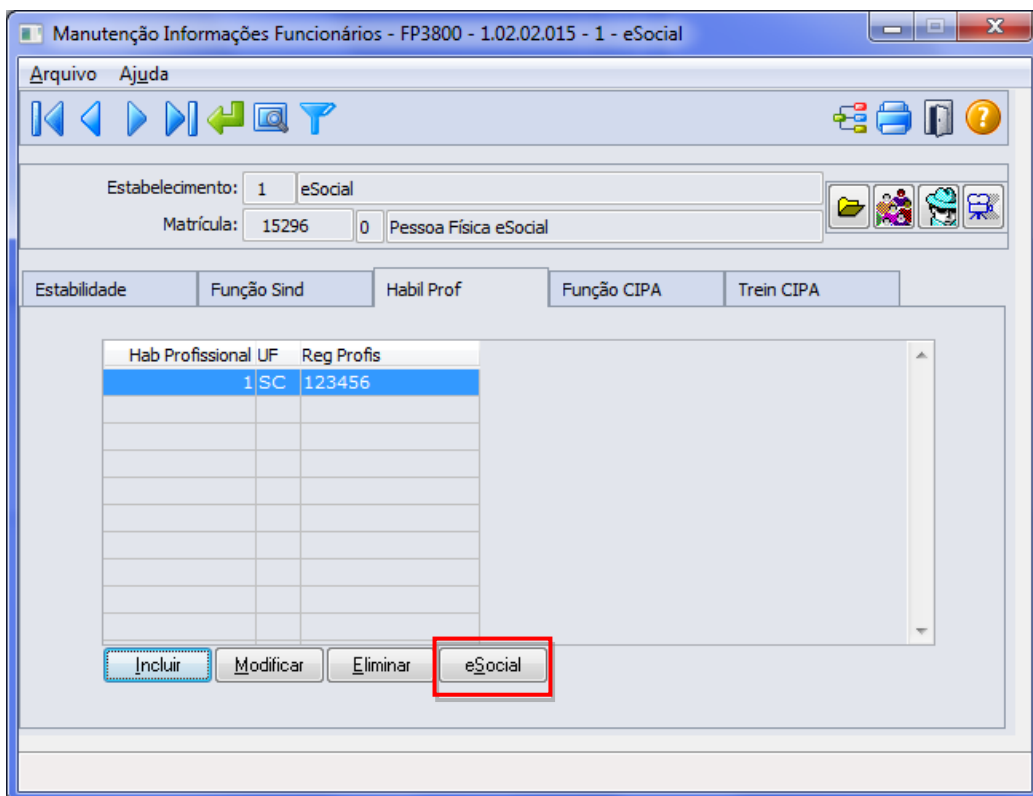 Manutenção Informações Funcionários - FP3800 - 1.02.02.015 - 1 - eSocial
Arquivo Ajuda
Estabelecimento: 1 eSocial
Matrícula: 15296 0 Pessoa Física eSocial
Estabilidade Função Sind Habil Prof Função CIPA Trein CIPA
Hab Profissional UF Reg Profis
1 SC 123456
Incluir Modificar Eliminar eSocial